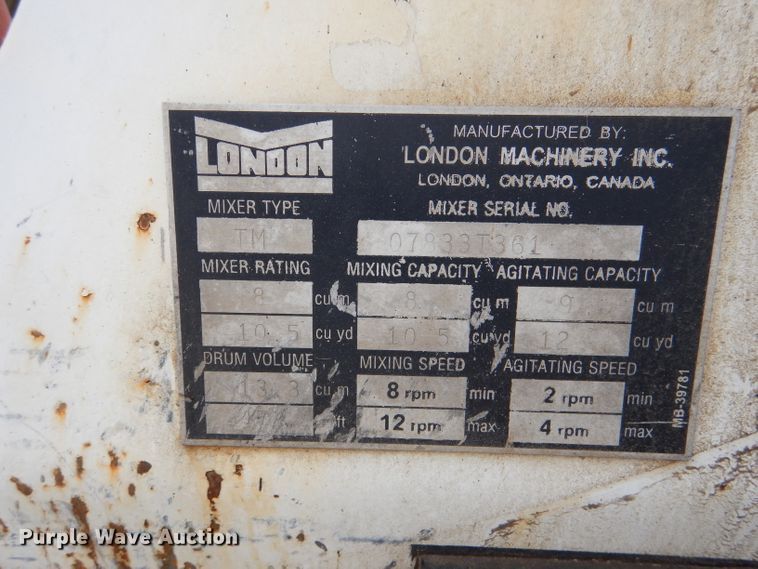 LONDON
MANUFACTURED BY:
LONDON MACHINERY INC.
LONDON, ONTARIO, CANADA
MIXER TYPE
MIXER SERIAL NO.
TM
07833T361
MIXER RATING
MIXING CAPACITY
AGITATING CAPACITY
8 cu m
8 cu m
9 cu m
10.5 cu yd
10.5 cu yd
12 cu yd
DRUM VOLUME
MIXING SPEED
AGITATING SPEED
13.3 cu m
8 rpm min
2 rpm min
ft
12 rpm max
4 rpm max
MB-39781
Purple Wave Auction